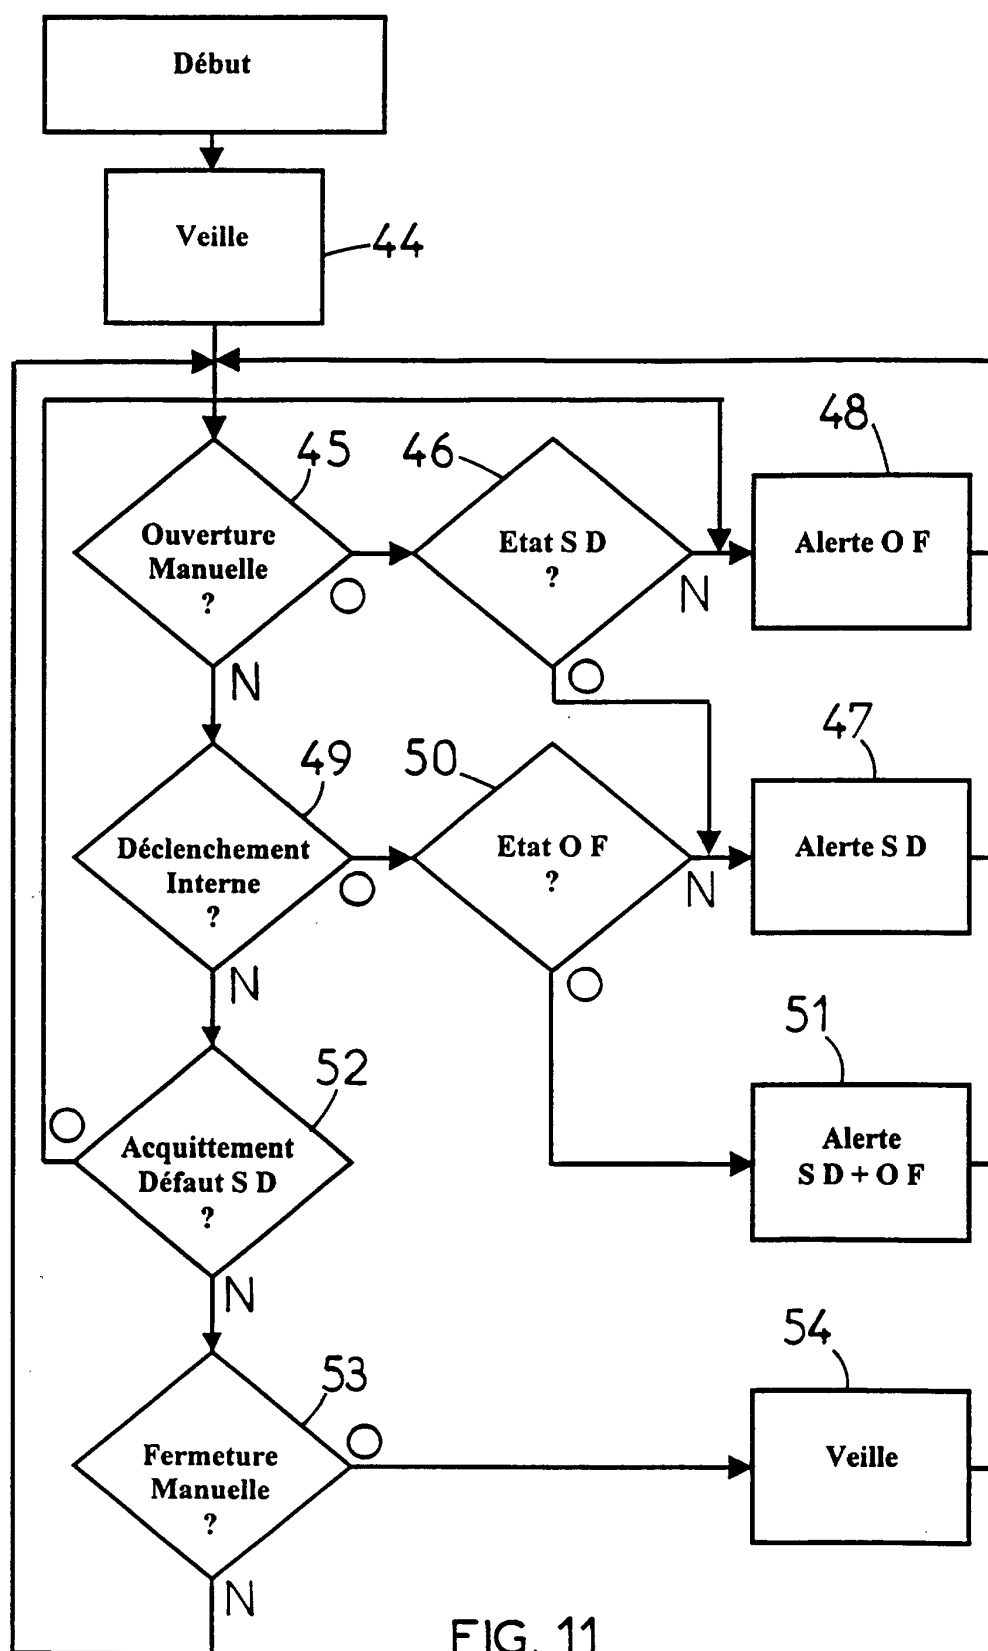 Début
Veille
44
48
45
46
Ouverture
Manuelle
?
O
Etat S D
?
N
O
Alerte O F
N
47
49
50
Déclenchement
Interne
?
O
Etat O F
?
N
O
Alerte S D
N
51
52
O
Acquittement
Défaut S D
?
Alerte
S D + O F
N
54
53
O
Fermeture
Manuelle
?
Veille
N
FIG. 11